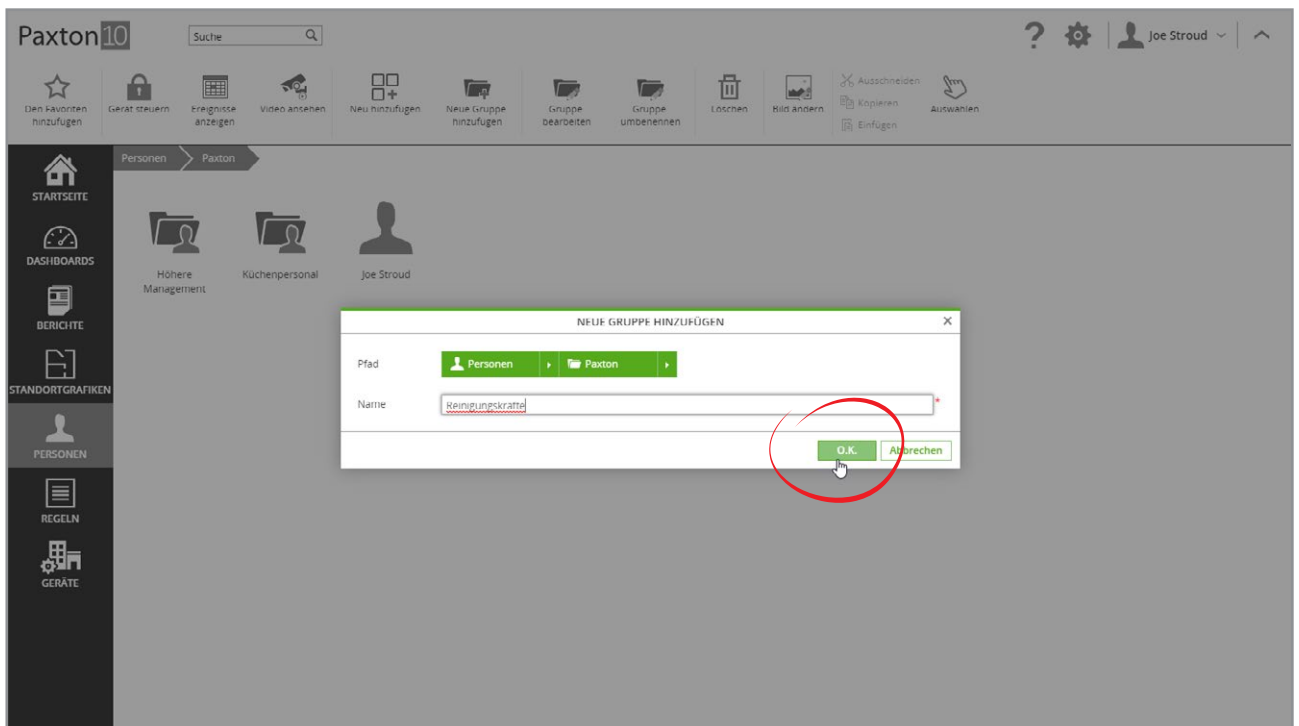 Paxton10
Suche
?
Joe Stroud
Den Favoriten
hinzufügen
Gerät steuern
Ereignisse
anzeigen
Video ansehen
Neu hinzufügen
Neue Gruppe
hinzufügen
Gruppe
bearbeiten
Gruppe
umbenennen
Löschen
Bild ändern
Ausschneiden
Kopieren
Einfügen
Auswählen
Personen
Paxton
STARTSEITE
DASHBOARDS
BERICHTE
STANDORTGRAFIKEN
PERSONEN
REGELN
GERÄTE
Höhere
Management
Küchenpersonal
Joe Stroud
NEUE GRUPPE HINZUFÜGEN
Pfad
Personen
Paxton
Name
Reinigungskräfte
*
O.K.
Abbrechen